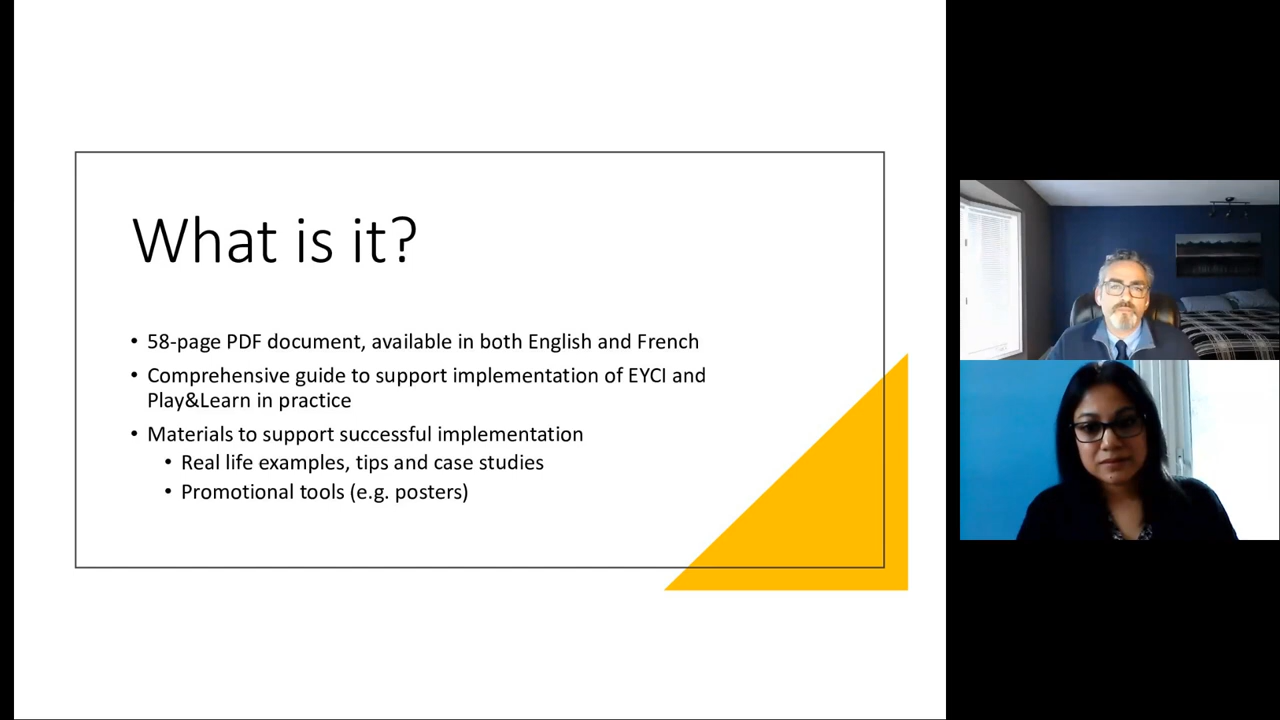 What is it?
• 58-page PDF document, available in both English and French
• Comprehensive guide to support implementation of EYCI and
Play&Learn in practice
• Materials to support successful implementation
• Real life examples, tips and case studies
• Promotional tools (e.g. posters)